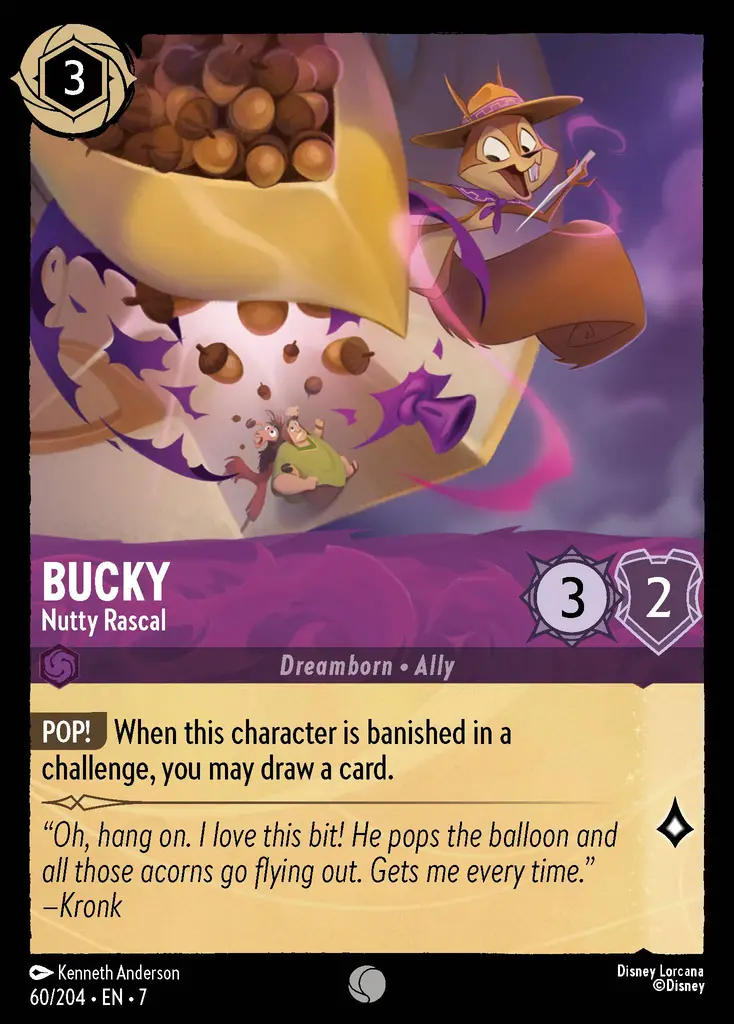 3
BUCKY
Nutty Rascal
3
2
Dreamborn • Ally
POP! When this character is banished in a
challenge, you may draw a card.
“Oh, hang on. I love this bit! He pops the balloon and
all those acorns go flying out. Gets me every time.”
–Kronk
Kenneth Anderson
60/204 • EN • 7
Disney Lorcana
©Disney